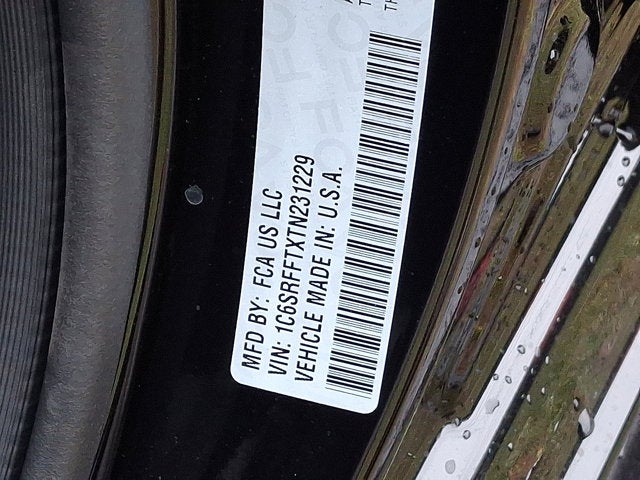 MFD BY: FCA US LLC
VIN: 1C6SRFFTXTN231229
VEHICLE MADE IN: U.S.A.